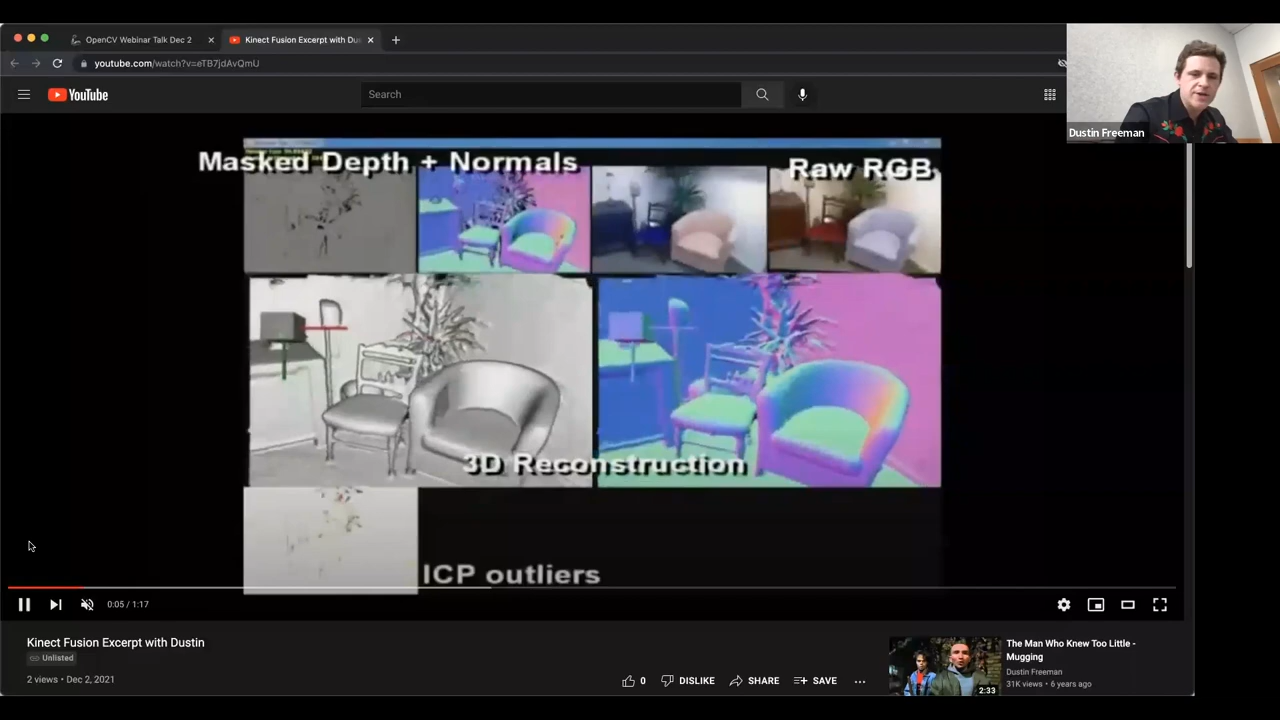 OpenCV Webinar Talk Dec 2
Kinect Fusion Excerpt with Dus
youtube.com/watch?v=eTB7jdAvQmU
YouTube
Search
Dustin Freeman
Masked Depth + Normals
Raw RGB
3D Reconstruction
ICP outliers
0:05 / 1:17
Kinect Fusion Excerpt with Dustin
Unlisted
2 views • Dec 2, 2021
0
DISLIKE
SHARE
SAVE
The Man Who Knew Too Little -
Mugging
Dustin Freeman
31K views • 6 years ago
2:33